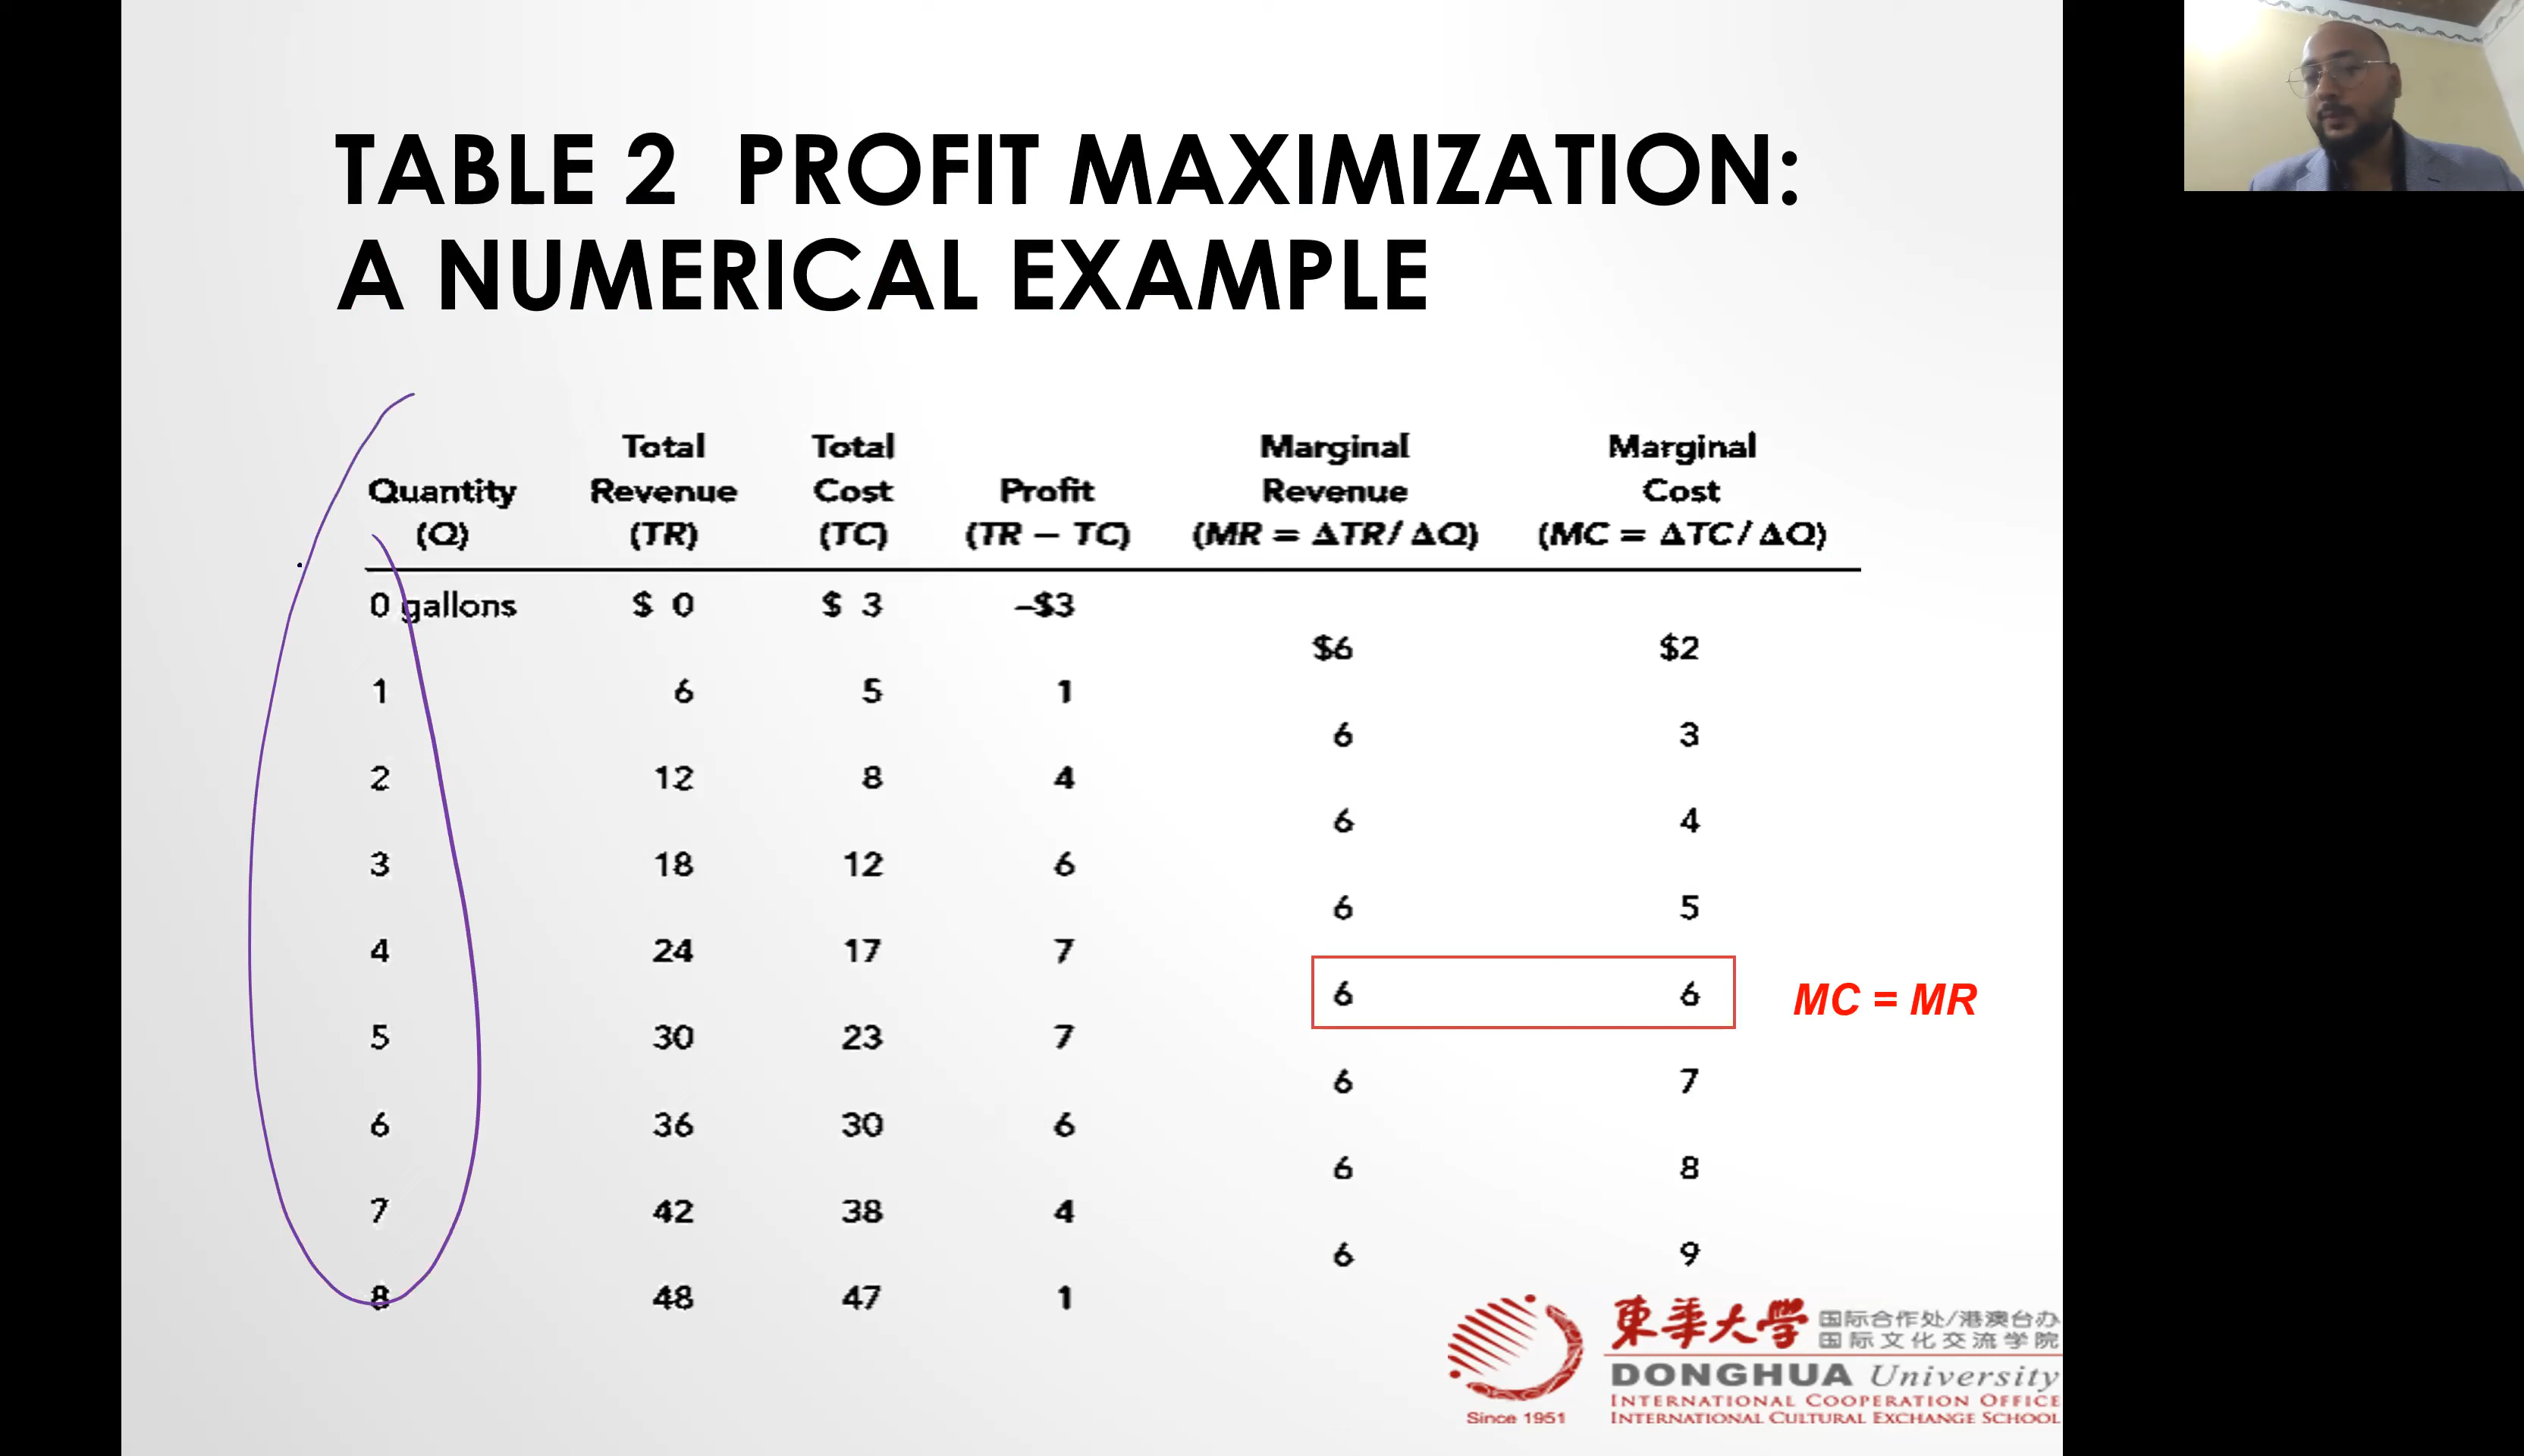 TABLE 2 PROFIT MAXIMIZATION:
A NUMERICAL EXAMPLE
Total Total Marginal Marginal
Quantity Revenue Cost Profit Revenue Cost
(Q) (TR) (TC) (TR – TC) (MR = ΔTR/ΔQ) (MC = ΔTC/ΔQ)
0 gallons $ 0 $ 3 –$3
$6 $2
1 6 5 1
6 3
2 12 8 4
6 4
3 18 12 6
6 5
4 24 17 7
6 6 MC = MR
5 30 23 7
6 7
6 36 30 6
6 8
7 42 38 4
6 9
8 48 47 1
東華大學 国际合作处/港澳台办
国际文化交流学院
DONGHUA University
INTERNATIONAL COOPERATION OFFICE
Since 1951 INTERNATIONAL CULTURAL EXCHANGE SCHOOL